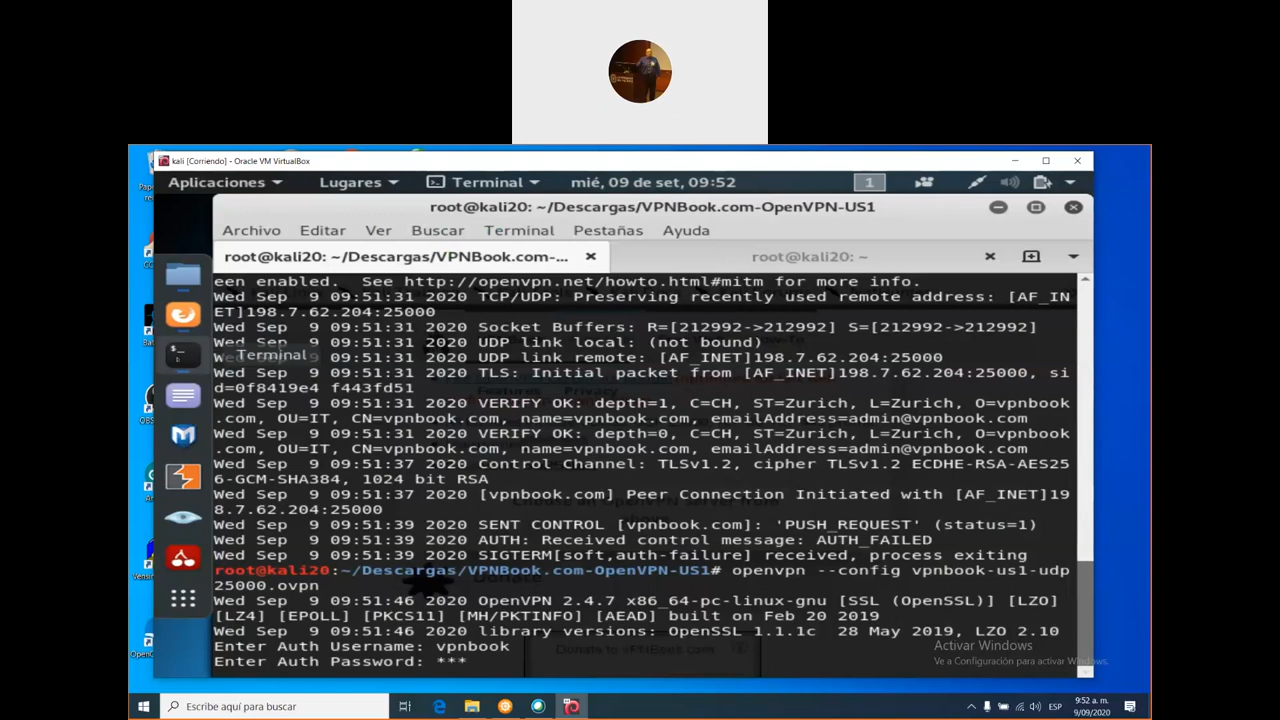 kali [Corriendo] - Oracle VM VirtualBox
Aplicaciones Lugares Terminal mié, 09 de set, 09:52 1
root@kali20: ~/Descargas/VPNBook.com-OpenVPN-US1
Archivo Editar Ver Buscar Terminal Pestañas Ayuda
root@kali20: ~/Descargas/VPNBook.com-... root@kali20: ~
een enabled.  See http://openvpn.net/howto.html#mitm for more info.
Wed Sep  9 09:51:31 2020 TCP/UDP: Preserving recently used remote address: [AF_IN
ET]198.7.62.204:25000
Wed Sep  9 09:51:31 2020 Socket Buffers: R=[212992->212992] S=[212992->212992]
Wed Sep  9 09:51:31 2020 UDP link local: (not bound)
Wed Sep  9 09:51:31 2020 UDP link remote: [AF_INET]198.7.62.204:25000
Terminal
Wed Sep  9 09:51:31 2020 TLS: Initial packet from [AF_INET]198.7.62.204:25000, si
d=0f8419e4 f443fd51
Wed Sep  9 09:51:31 2020 VERIFY OK: depth=1, C=CH, ST=Zurich, L=Zurich, O=vpnbook
.com, OU=IT, CN=vpnbook.com, name=vpnbook.com, emailAddress=admin@vpnbook.com
Wed Sep  9 09:51:31 2020 VERIFY OK: depth=0, C=CH, ST=Zurich, L=Zurich, O=vpnbook
.com, OU=IT, CN=vpnbook.com, name=vpnbook.com, emailAddress=admin@vpnbook.com
Wed Sep  9 09:51:37 2020 Control Channel: TLSv1.2, cipher TLSv1.2 ECDHE-RSA-AES25
6-GCM-SHA384, 1024 bit RSA
Wed Sep  9 09:51:37 2020 [vpnbook.com] Peer Connection Initiated with [AF_INET]19
8.7.62.204:25000
Wed Sep  9 09:51:39 2020 SENT CONTROL [vpnbook.com]: 'PUSH_REQUEST' (status=1)
Wed Sep  9 09:51:39 2020 AUTH: Received control message: AUTH_FAILED
Wed Sep  9 09:51:39 2020 SIGTERM[soft,auth-failure] received, process exiting
root@kali20:~/Descargas/VPNBook.com-OpenVPN-US1# openvpn --config vpnbook-us1-udp
25000.ovpn
Wed Sep  9 09:51:46 2020 OpenVPN 2.4.7 x86_64-pc-linux-gnu [SSL (OpenSSL)] [LZO]
[LZ4] [EPOLL] [PKCS11] [MH/PKTINFO] [AEAD] built on Feb 20 2019
Wed Sep  9 09:51:46 2020 library versions: OpenSSL 1.1.1c  28 May 2019, LZO 2.10
Enter Auth Username: vpnbook
Enter Auth Password: ***
Features Privacy
Donate
Donate to VPNBook.com
Activar Windows
Ve a Configuración para activar Windows.
Escribe aquí para buscar
ESP
9:52 a. m.
9/09/2020